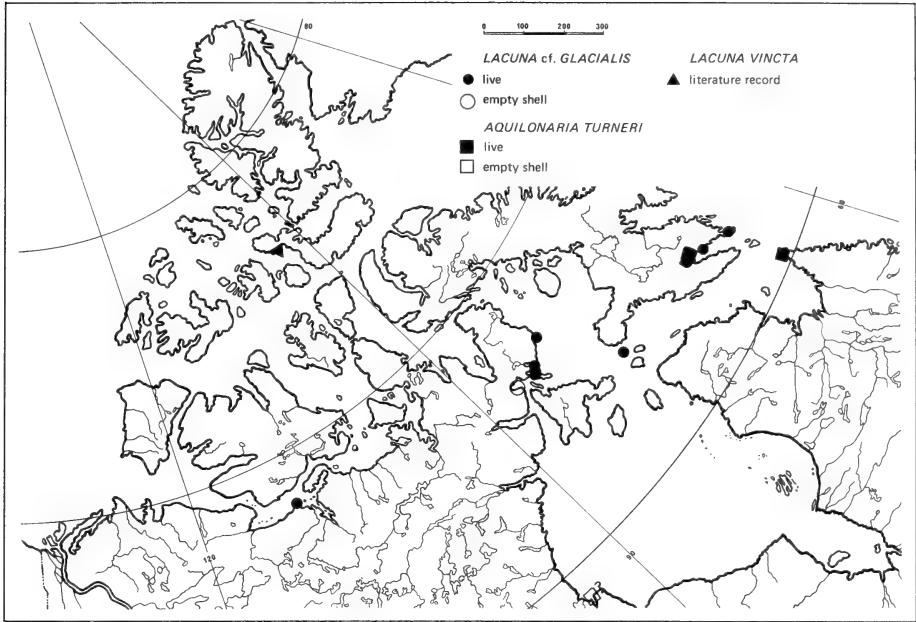 80
0 100 200 300
LACUNA cf. GLACIALIS
live
empty shell
AQUILONARIA TURNERI
live
empty shell
LACUNA VINCTA
literature record
120